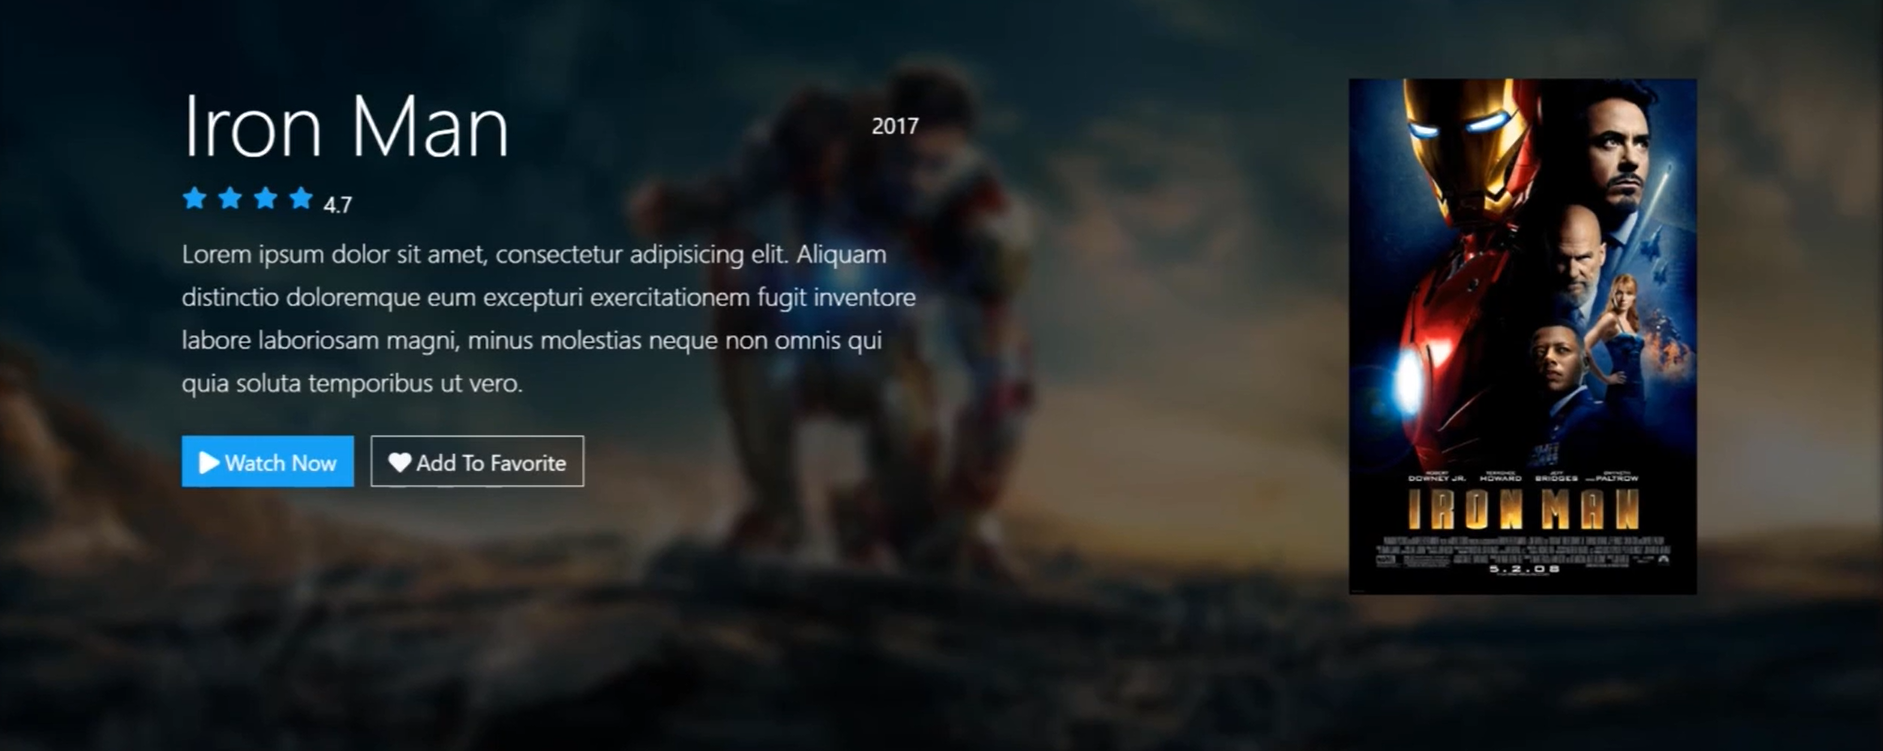 Iron Man
2017
4.7
Lorem ipsum dolor sit amet, consectetur adipisicing elit. Aliquam
distinctio doloremque eum excepturi exercitationem fugit inventore
labore laboriosam magni, minus molestias neque non omnis qui
quia soluta temporibus ut vero.
Watch Now
Add To Favorite
ROBERT DOWNEY JR. TERRENCE HOWARD JEFF BRIDGES GWYNETH PALTROW
IRON MAN
5.2.08